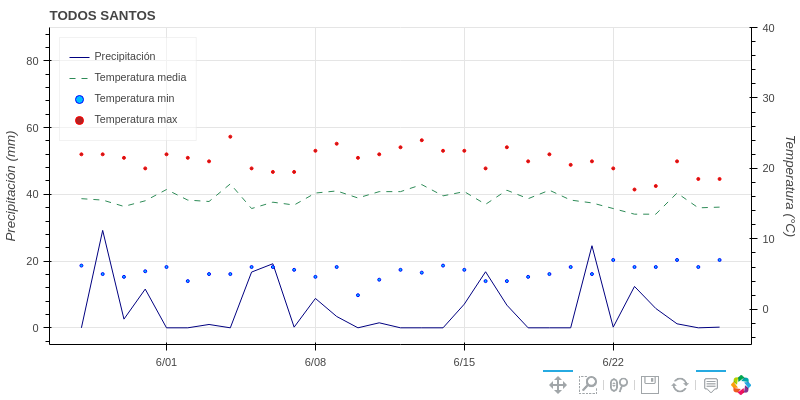 TODOS SANTOS
Precipitación
Temperatura media
Temperatura min
Temperatura max
Precipitación (mm)
80
60
40
20
0
40
30
20
10
0
Temperatura (°C)
6/01
6/08
6/15
6/22